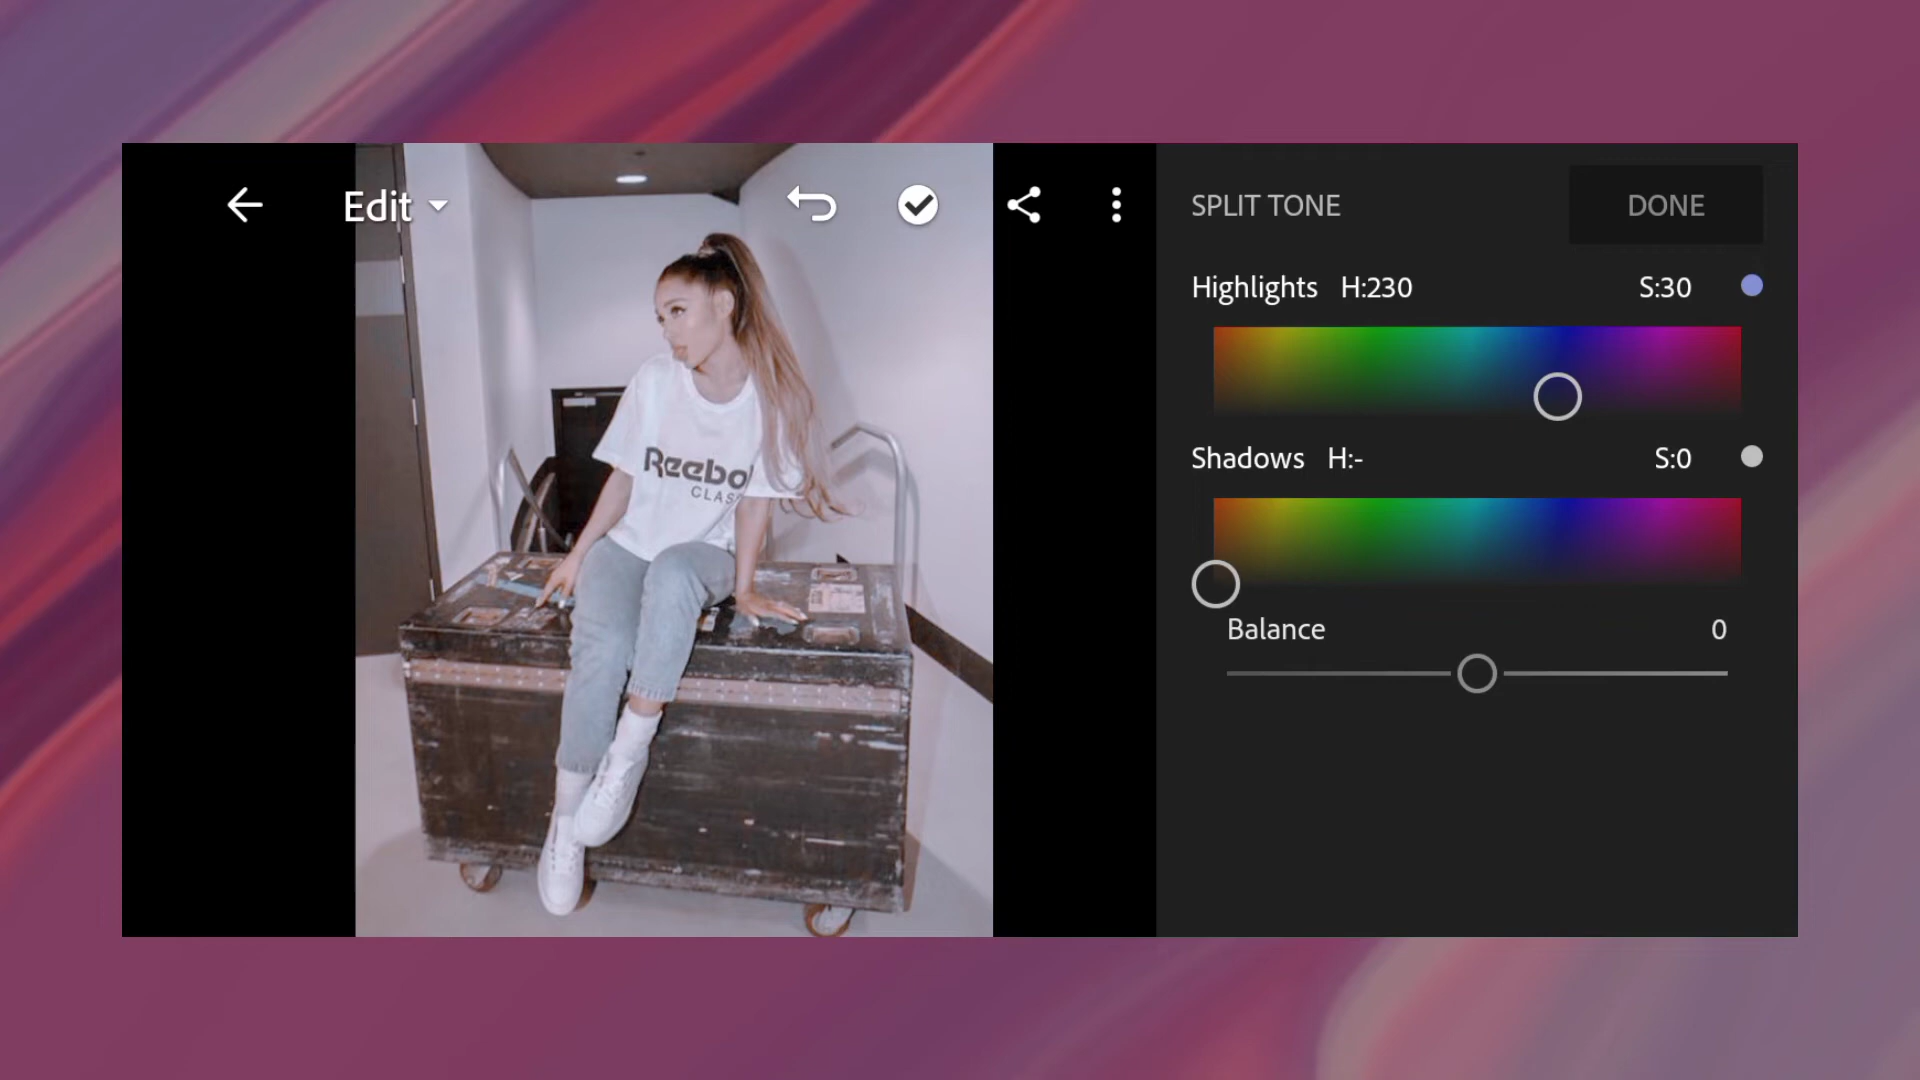 Edit
SPLIT TONE
DONE
Highlights H:230 S:30
Shadows H:- S:0
Balance 0
Reebo
CLAS